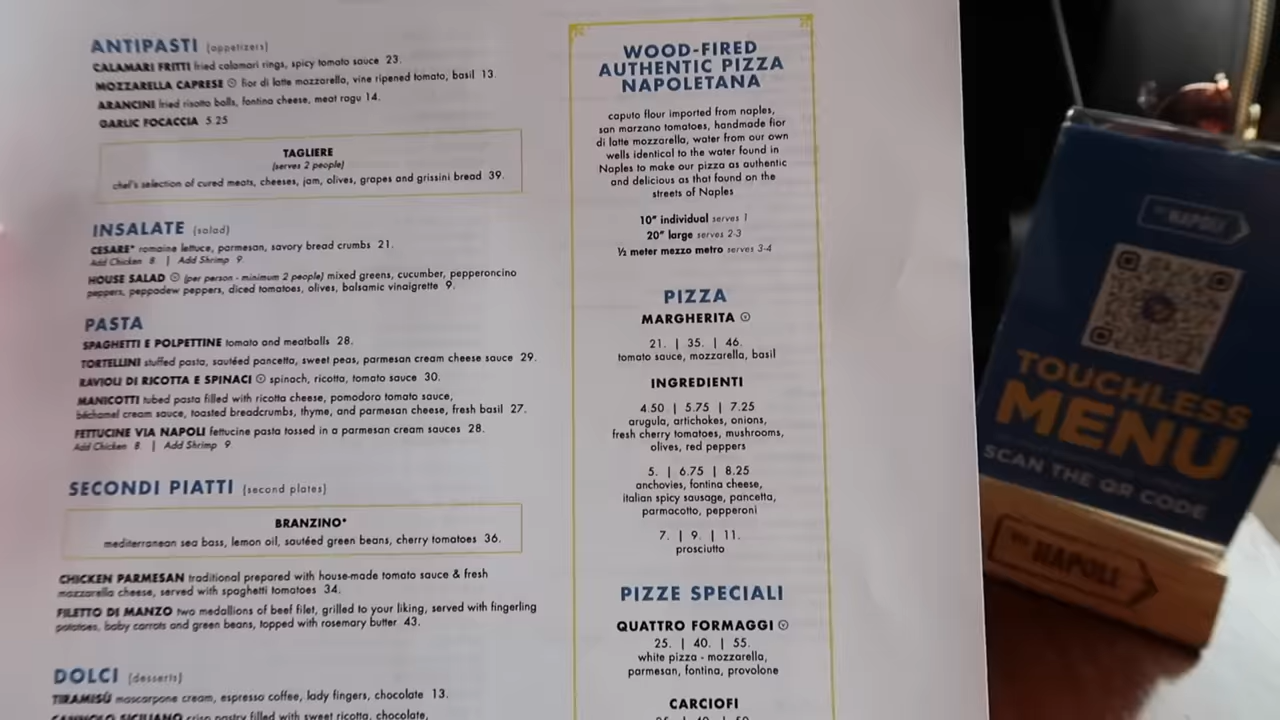 ANTIPASTI (appetizers)
CALAMARI FRITTI fried calamari rings, spicy tomato sauce 23.
MOZZARELLA CAPRESE fior di latte mozzarella, vine ripened tomato, basil 13.
ARANCINI fried risotto balls, fontina cheese, meat ragu 14.
GARLIC FOCACCIA 5.25
TAGLIERE
(serves 2 people)
chef's selection of cured meats, cheeses, jam, olives, grapes and grissini bread 39.
INSALATE (salad)
CESARE* romaine lettuce, parmesan, savory bread crumbs 21.
Add Chicken 8. | Add Shrimp 9.
HOUSE SALAD (per person - minimum 2 people) mixed greens, cucumber, pepperoncino
peppers, peppadew peppers, diced tomatoes, olives, balsamic vinaigrette 9.
PASTA
SPAGHETTI E POLPETTINE tomato and meatballs 28.
TORTELLINI stuffed pasta, sautéed pancetta, sweet peas, parmesan cream cheese sauce 29.
RAVIOLI DI RICOTTA E SPINACI spinach, ricotta, tomato sauce 30.
MANICOTTI tubed pasta filled with ricotta cheese, pomodoro tomato sauce,
béchamel cream sauce, toasted breadcrumbs, thyme, and parmesan cheese, fresh basil 27.
FETTUCINE VIA NAPOLI fettucine pasta tossed in a parmesan cream sauces 28.
Add Chicken 8. | Add Shrimp 9.
SECONDI PIATTI (second plates)
BRANZINO*
mediterranean sea bass, lemon oil, sautéed green beans, cherry tomatoes 36.
CHICKEN PARMESAN traditional prepared with house-made tomato sauce & fresh
mozzarella cheese, served with spaghetti tomatoes 34.
FILETTO DI MANZO two medallions of beef filet, grilled to your liking, served with fingerling
potatoes, baby carrots and green beans, topped with rosemary butter 43.
DOLCI (desserts)
TIRAMISÙ mascarpone cream, espresso coffee, lady fingers, chocolate 13.
CANNOLO SICILIANO crisp pastry filled with sweet ricotta, chocolate,
WOOD-FIRED
AUTHENTIC PIZZA
NAPOLETANA
caputo flour imported from naples,
san marzano tomatoes, handmade fior
di latte mozzarella, water from our own
wells identical to the water found in
Naples to make our pizza as authentic
and delicious as that found on the
streets of Naples
10" individual serves 1
20" large serves 2-3
½ meter mezzo metro serves 3-4
PIZZA
MARGHERITA
21. | 35. | 46.
tomato sauce, mozzarella, basil
INGREDIENTI
4.50 | 5.75 | 7.25
arugula, artichokes, onions,
fresh cherry tomatoes, mushrooms,
olives, red peppers
5. | 6.75 | 8.25
anchovies, fontina cheese,
italian spicy sausage, pancetta,
parmacotto, pepperoni
7. | 9. | 11.
prosciutto
PIZZE SPECIALI
QUATTRO FORMAGGI
25. | 40. | 55.
white pizza - mozzarella,
parmesan, fontina, provolone
CARCIOFI
NAPOLI
TOUCHLESS
MENU
SCAN THE QR CODE
NAPOLI